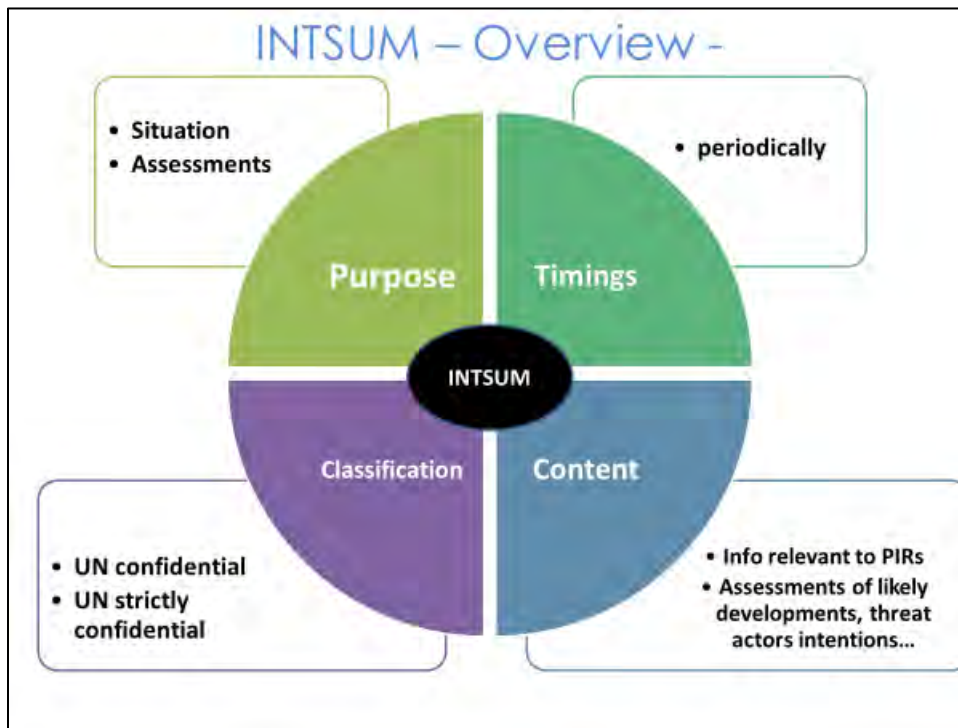 INTSUM – Overview -
• Situation
• Assessments
• periodically
Purpose
Timings
INTSUM
Classification
Content
• UN confidential
• UN strictly
confidential
• Info relevant to PIRs
• Assessments of likely
developments, threat
actors intentions...